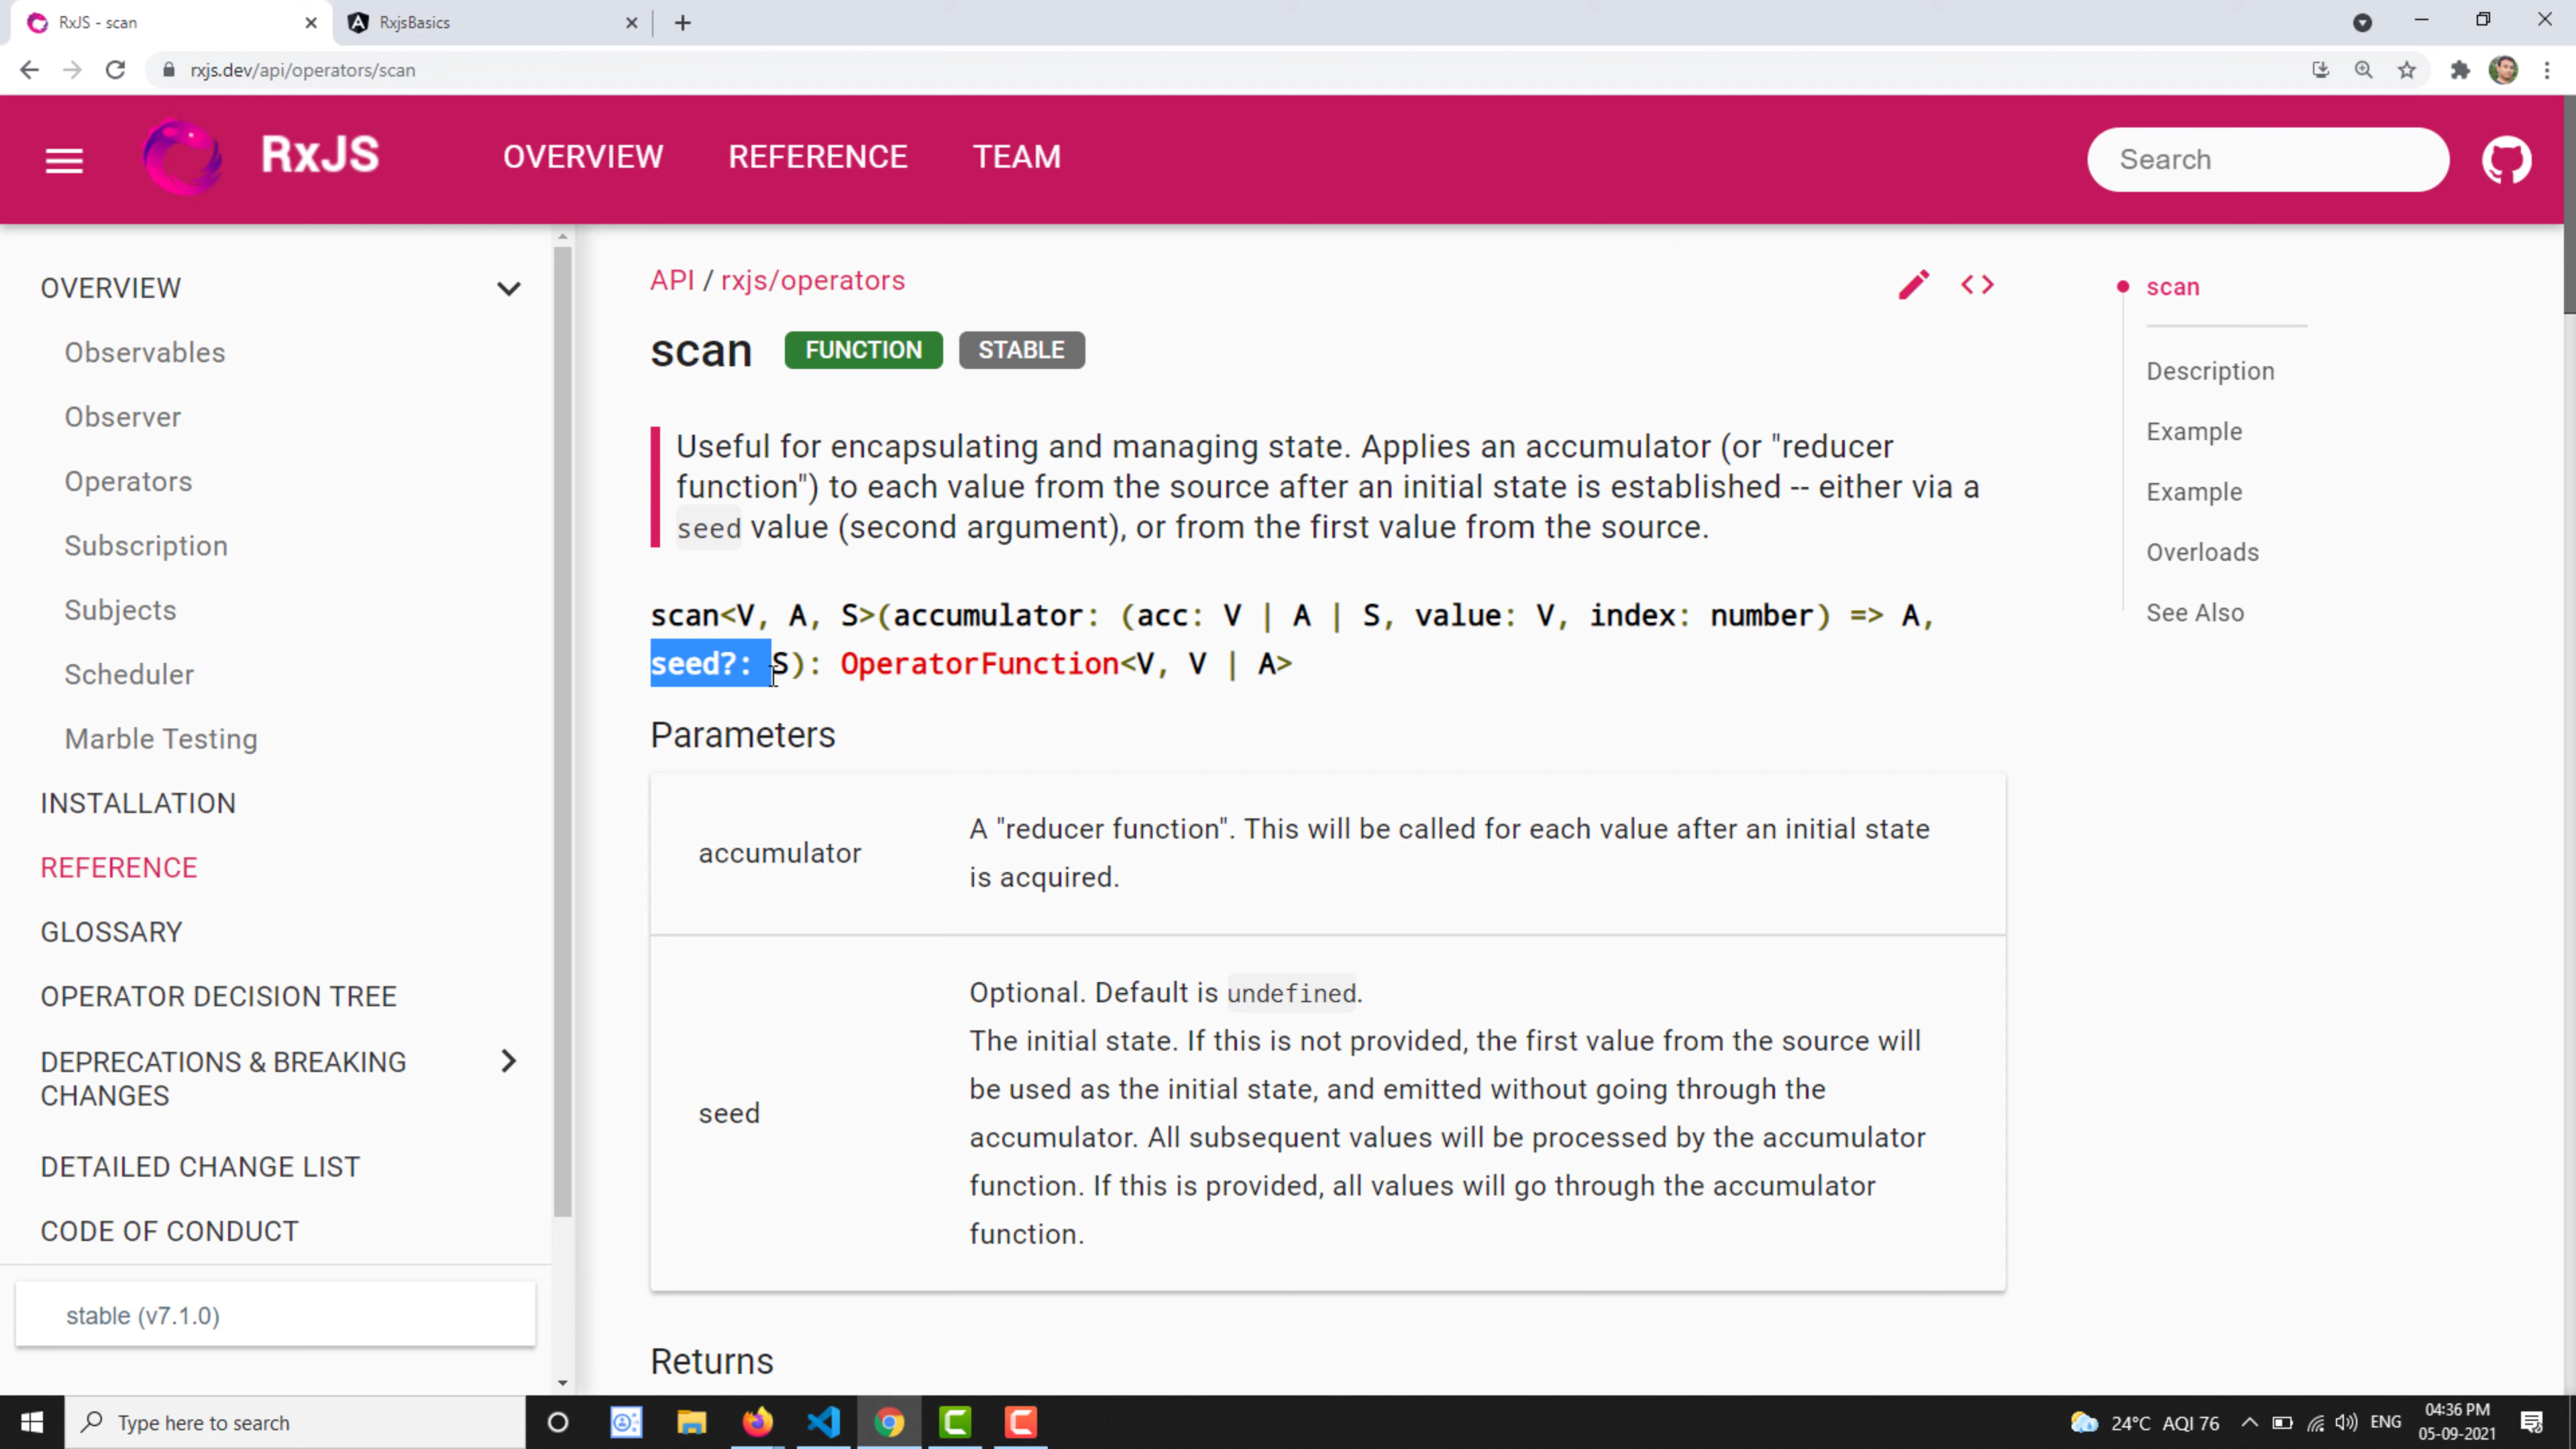 RxJS - scan
RxjsBasics
rxjs.dev/api/operators/scan
RxJS
OVERVIEW
REFERENCE
TEAM
Search
OVERVIEW
Observables
Observer
Operators
Subscription
Subjects
Scheduler
Marble Testing
INSTALLATION
REFERENCE
GLOSSARY
OPERATOR DECISION TREE
DEPRECATIONS & BREAKING
CHANGES
DETAILED CHANGE LIST
CODE OF CONDUCT
stable (v7.1.0)
API / rxjs/operators
scan FUNCTION STABLE
Useful for encapsulating and managing state. Applies an accumulator (or "reducer
function") to each value from the source after an initial state is established -- either via a
seed value (second argument), or from the first value from the source.
scan<V, A, S>(accumulator: (acc: V | A | S, value: V, index: number) => A,
seed?: S): OperatorFunction<V, V | A>
Parameters
accumulator
A "reducer function". This will be called for each value after an initial state
is acquired.
seed
Optional. Default is undefined.
The initial state. If this is not provided, the first value from the source will
be used as the initial state, and emitted without going through the
accumulator. All subsequent values will be processed by the accumulator
function. If this is provided, all values will go through the accumulator
function.
Returns
scan
Description
Example
Example
Overloads
See Also
Type here to search
24°C AQI 76
ENG
04:36 PM
05-09-2021